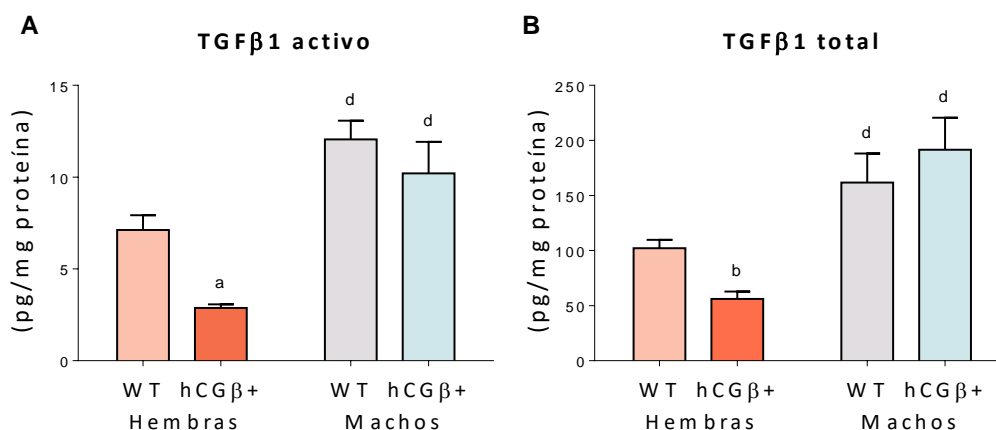 A
TGFβ1 activo
(pg/mg proteína)
15
10
5
0
a
d
d
WT hCGβ+ WT hCGβ+
Hembras Machos
B
TGFβ1 total
(pg/mg proteína)
250
200
150
100
50
0
b
d
d
WT hCGβ+ WT hCGβ+
Hembras Machos